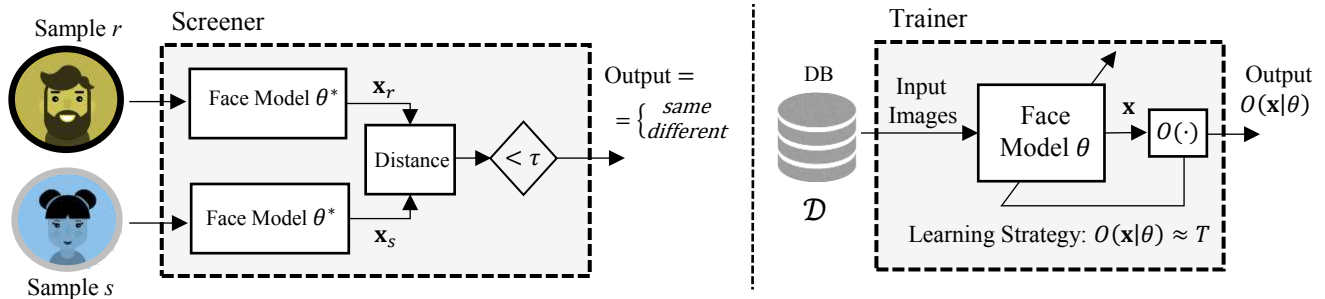 Screener
Sample r
Face Model θ*
x_r
Distance
< τ
Output =
= { same
different
Face Model θ*
x_s
Sample s
Trainer
DB
𝒟
Input
Images
Face
Model θ
x
O(·)
Output
O(x|θ)
Learning Strategy: O(x|θ) ≈ T